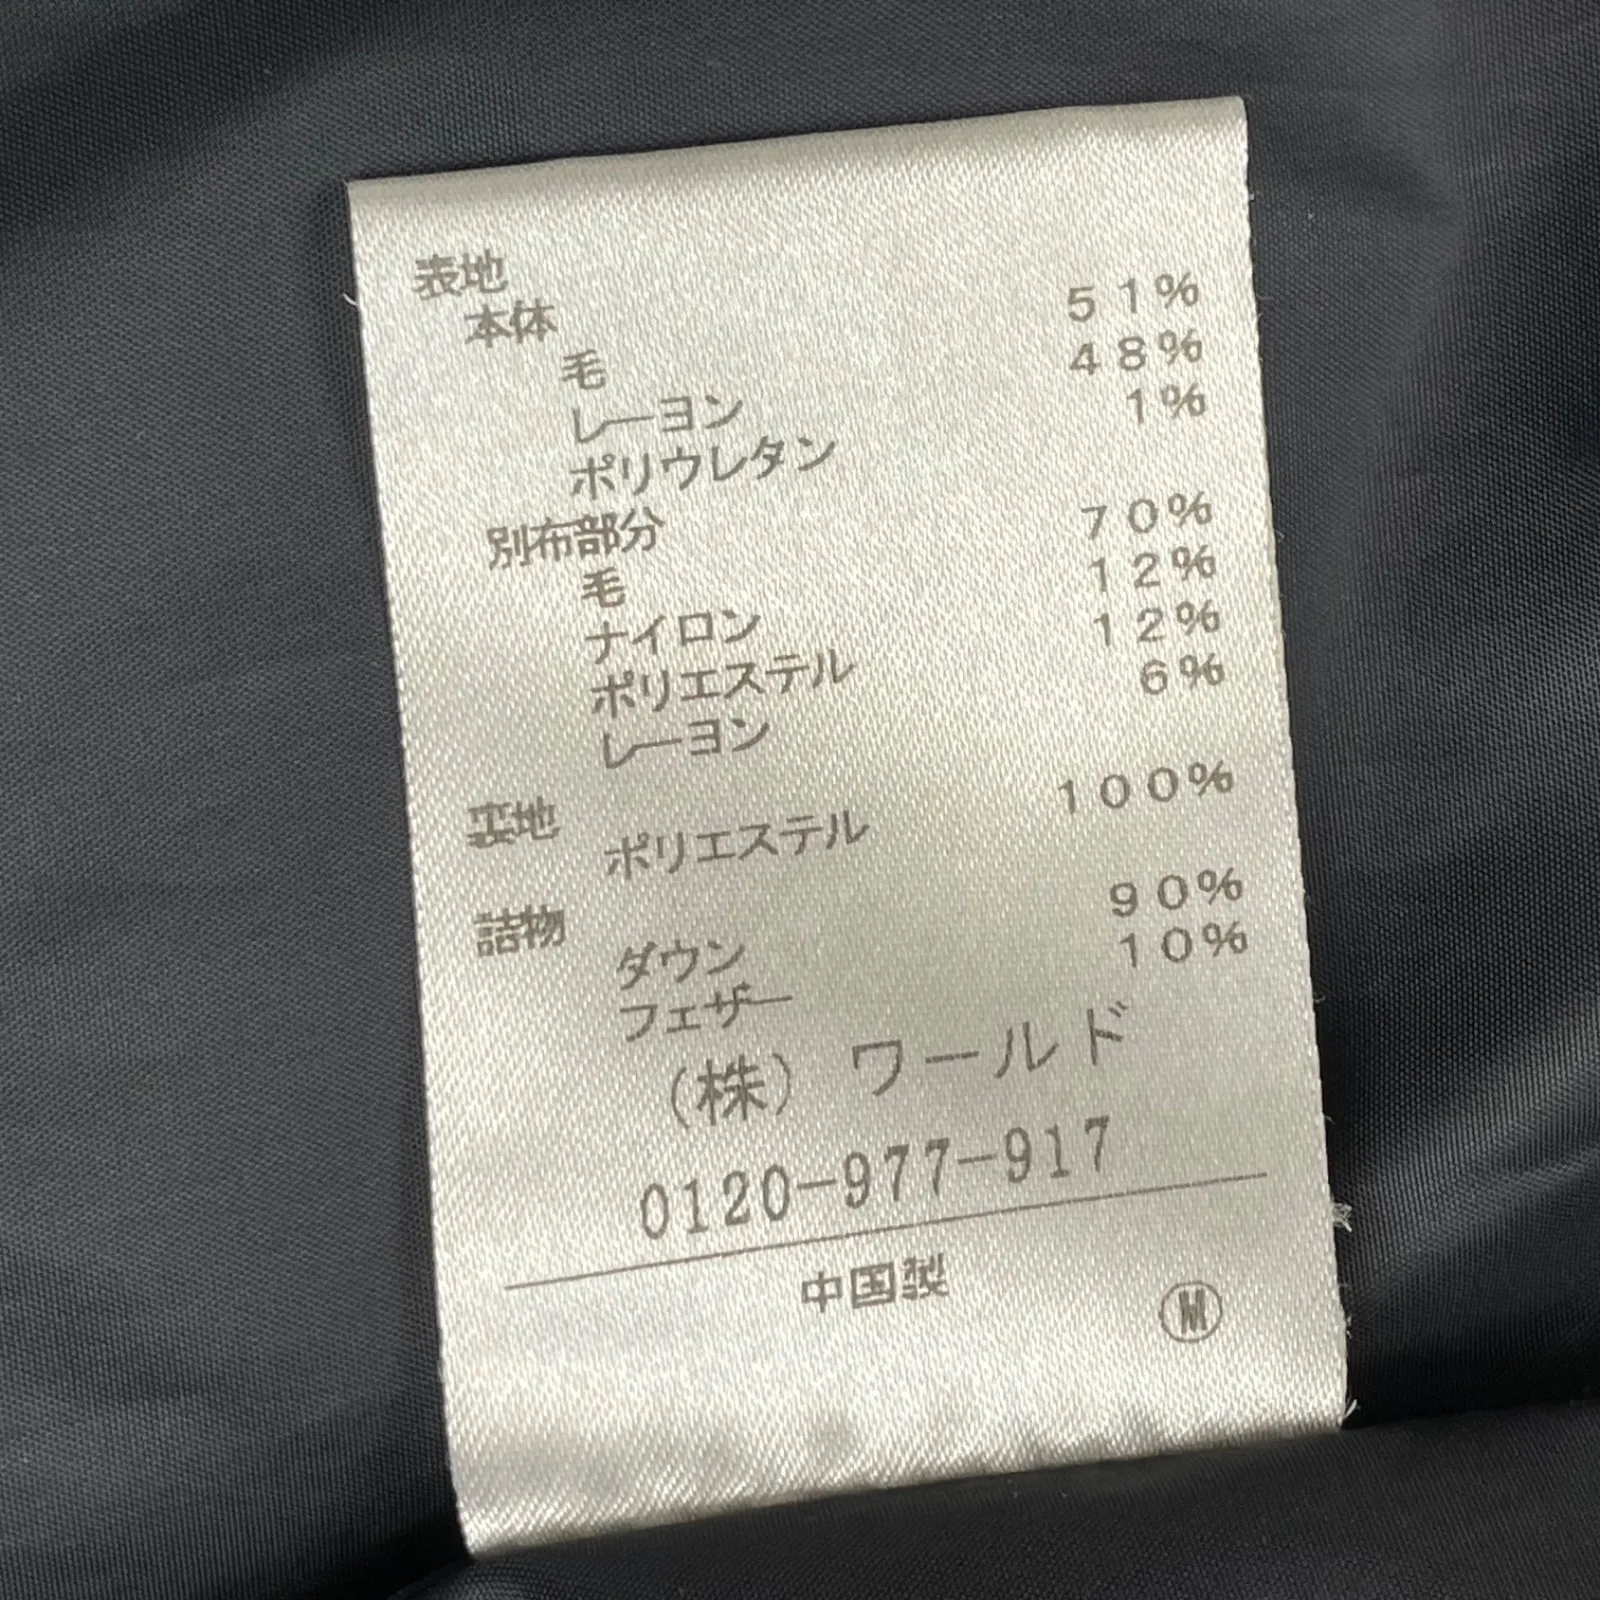 表地
本体
毛 51%
レーヨン 48%
ポリウレタン 1%
別布部分
毛 70%
ナイロン 12%
ポリエステル 12%
レーヨン 6%
裏地
ポリエステル 100%
詰物
ダウン 90%
フェザー 10%
(株) ワールド
0120-977-917
中国製
Ⓜ